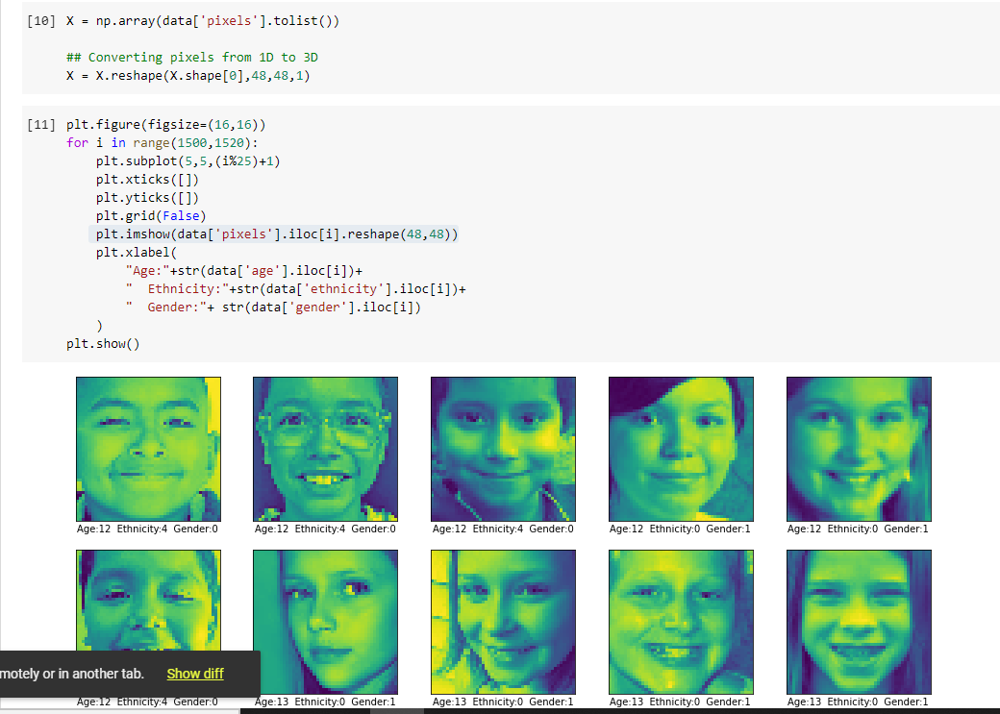 [10] X = np.array(data['pixels'].tolist())
## Converting pixels from 1D to 3D
X = X.reshape(X.shape[0],48,48,1)
[11] plt.figure(figsize=(16,16))
for i in range(1500,1520):
plt.subplot(5,5,(i%25)+1)
plt.xticks([])
plt.yticks([])
plt.grid(False)
plt.imshow(data['pixels'].iloc[i].reshape(48,48))
plt.xlabel(
"Age:"+str(data['age'].iloc[i])+
"  Ethnicity:"+str(data['ethnicity'].iloc[i])+
"  Gender:"+ str(data['gender'].iloc[i])
)
plt.show()
Age:12  Ethnicity:4  Gender:0 Age:12  Ethnicity:4  Gender:0 Age:12  Ethnicity:4  Gender:0 Age:12  Ethnicity:0  Gender:1 Age:12  Ethnicity:0  Gender:1
motely or in another tab. Show diff
Age:12  Ethnicity:4  Gender:0 Age:13  Ethnicity:0  Gender:1 Age:13  Ethnicity:0  Gender:1 Age:13  Ethnicity:0  Gender:1 Age:13  Ethnicity:0  Gender:1